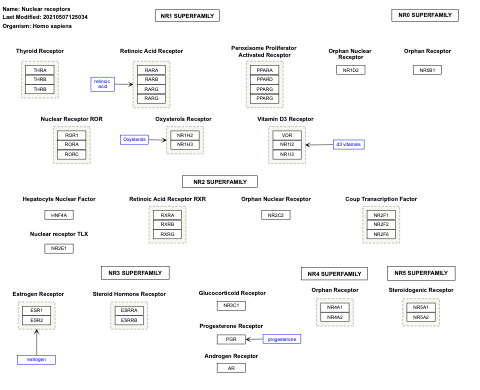 Name: Nuclear receptors
Last Modified: 20210507125034
Organism: Homo sapiens
NR1 SUPERFAMILY
NR0 SUPERFAMILY
Thyroid Receptor
THRA
THRB
THRB
Retinoic Acid Receptor
retinoic
acid
RARA
RARB
RARG
RARG
Peroxisome Proliferator
Activated Receptor
PPARA
PPARD
PPARG
PPARG
Orphan Nuclear
Receptor
NR1D2
Orphan Receptor
NR0B1
Nuclear Receptor ROR
ROR1
RORA
RORC
Oxysterols Receptor
Oxysterols
NR1H2
NR1H3
Vitamin D3 Receptor
VDR
NR1I2
NR1I3
d3 vitamins
NR2 SUPERFAMILY
Hepatocyte Nuclear Factor
HNF4A
Nuclear receptor TLX
NR2E1
Retinoic Acid Receptor RXR
RXRA
RXRB
RXRG
Orphan Nuclear Receptor
NR2C2
Coup Transcription Factor
NR2F1
NR2F2
NR2F6
NR3 SUPERFAMILY
NR4 SUPERFAMILY
NR5 SUPERFAMILY
Estrogen Receptor
ESR1
ESR2
estrogen
Steroid Hormone Receptor
ESRRA
ESRRB
Glucocorticoid Receptor
NR3C1
Progesterone Receptor
PGR
progesterone
Androgen Receptor
AR
Orphan Receptor
NR4A1
NR4A2
Steroidogenic Receptor
NR5A1
NR5A2